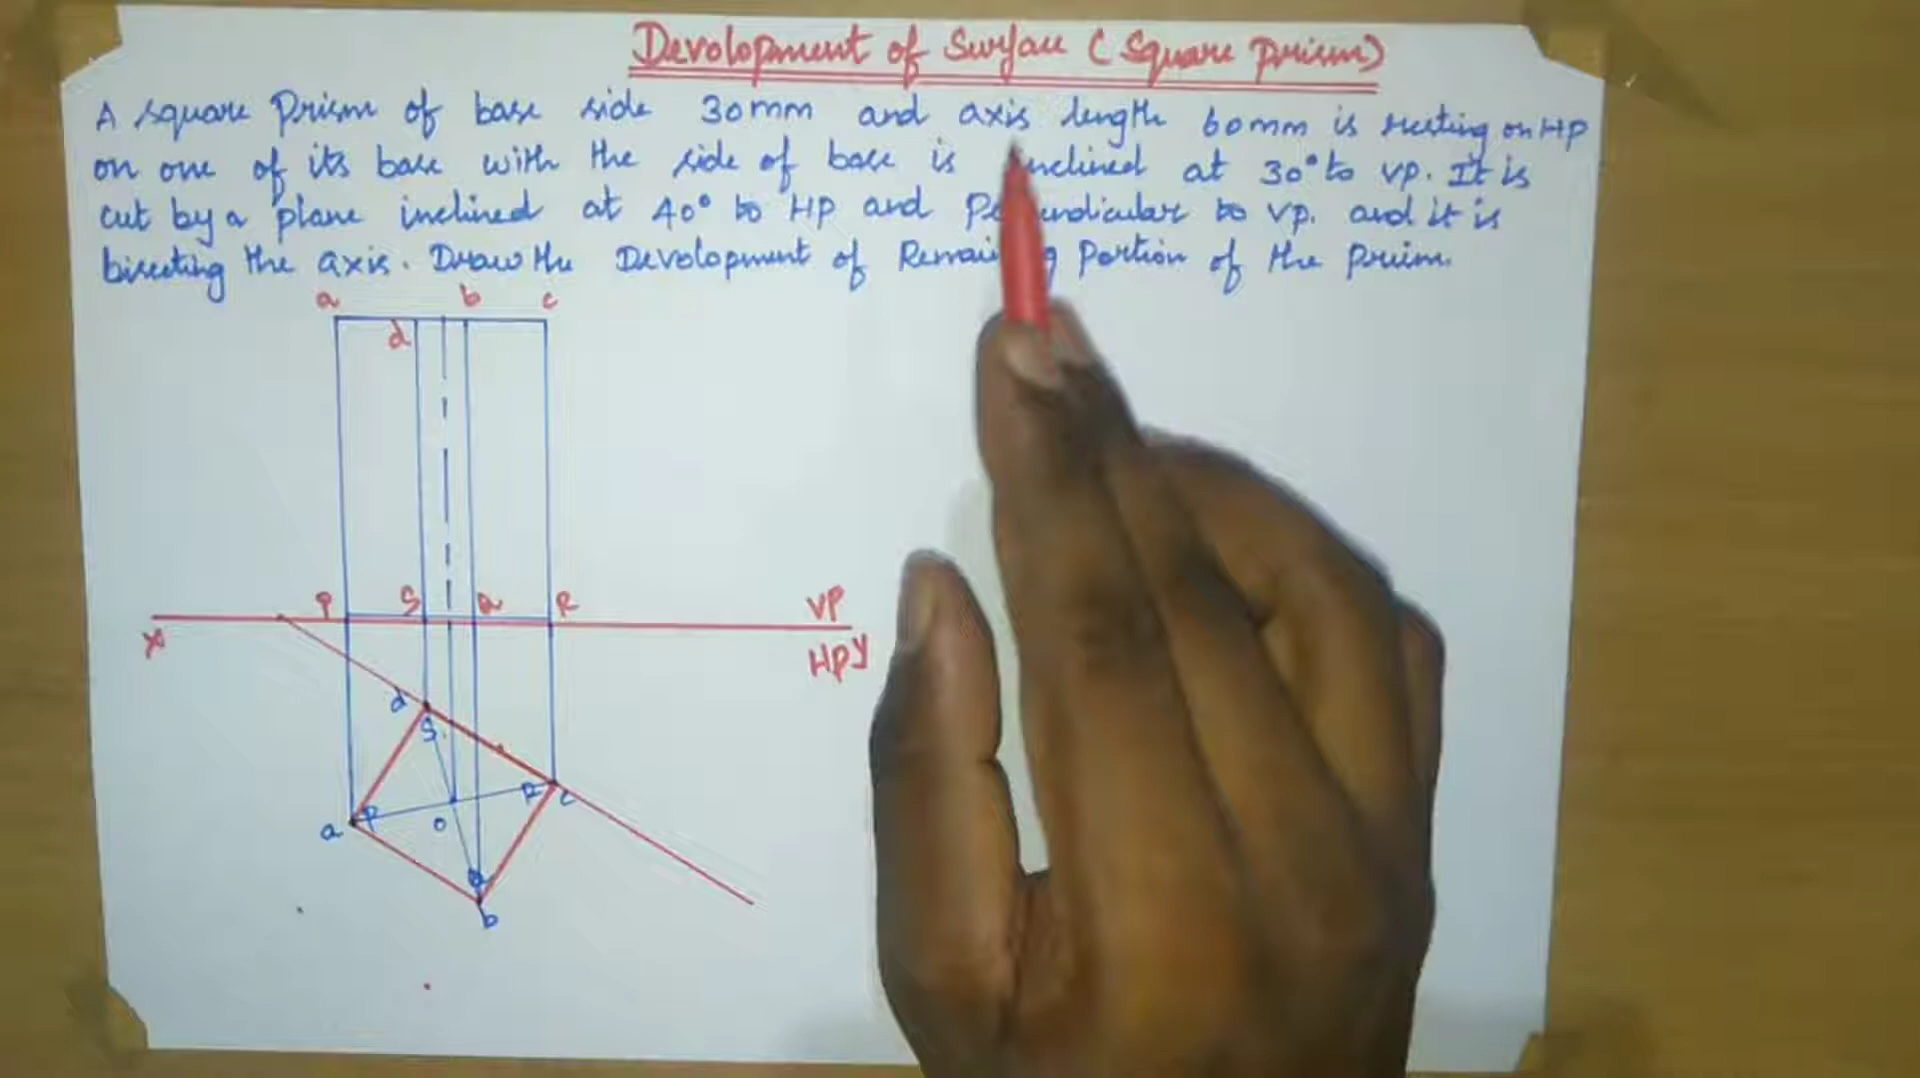 Devolopment of Surface (Square prism)
A square Prism of base side 30mm and axis length 60mm is resting on HP
on one of its base with the side of base is inclined at 30° to VP. It is
cut by a plane inclined at 40° to HP and Perpendicular to VP. and it is
bisecting the axis. Draw the Devolopment of Remaining Portion of the prism.
a b c
d
P S Q R VP
X HP Y
d
S
a P O R c
Q
b